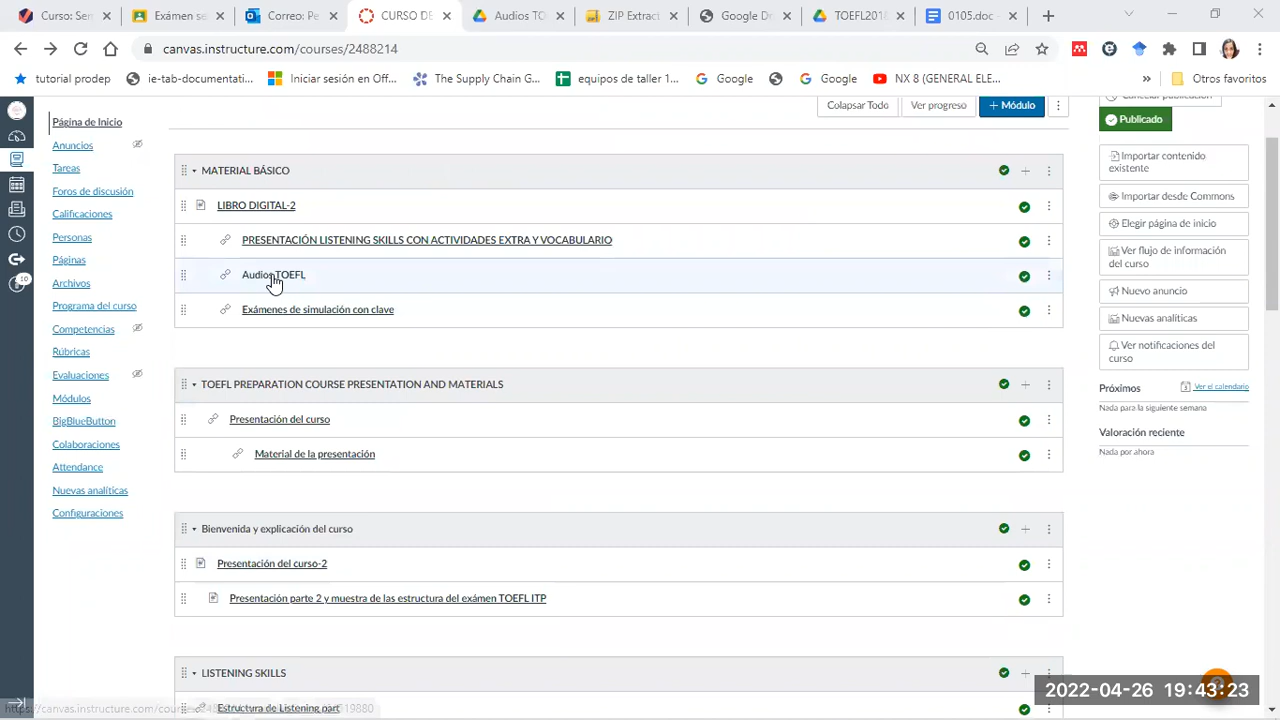 Curso: Ser
Exámen se
Correo: Pe
CURSO DE
Audios TO
ZIP Extrac
Google Dr
TOEFL201
0105.doc -
canvas.instructure.com/courses/2488214
tutorial prodep
ie-tab-documentati...
Iniciar sesión en Off...
The Supply Chain G...
equipos de taller 1...
Google
Google
NX 8 (GENERAL ELE...
»
Otros favoritos
Colapsar Todo
Ver progreso
+ Módulo
Cancelar publicación
Publicado
Página de Inicio
Anuncios
Tareas
Foros de discusión
Calificaciones
Personas
Páginas
Archivos
Programa del curso
Competencias
Rúbricas
Evaluaciones
Módulos
BigBlueButton
Colaboraciones
Attendance
Nuevas analíticas
Configuraciones
10
MATERIAL BÁSICO
LIBRO DIGITAL-2
PRESENTACIÓN LISTENING SKILLS CON ACTIVIDADES EXTRA Y VOCABULARIO
Audios TOEFL
Exámenes de simulación con clave
TOEFL PREPARATION COURSE PRESENTATION AND MATERIALS
Presentación del curso
Material de la presentación
Bienvenida y explicación del curso
Presentación del curso-2
Presentación parte 2 y muestra de las estructura del exámen TOEFL ITP
LISTENING SKILLS
Estructura de Listening part
Importar contenido
existente
Importar desde Commons
Elegir página de inicio
Ver flujo de información
del curso
Nuevo anuncio
Nuevas analíticas
Ver notificaciones del
curso
Próximos
Ver el calendario
Nada para la siguiente semana
Valoración reciente
Nada por ahora
2022-04-26 19:43:23